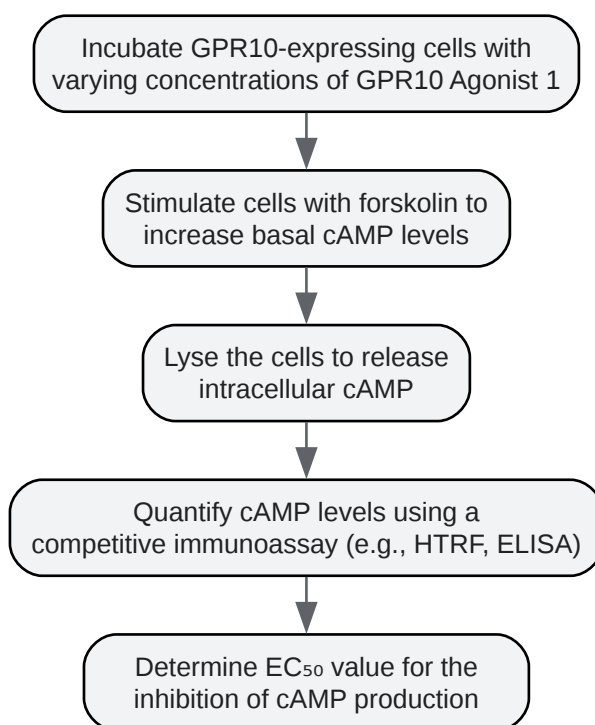 Incubate GPR10-expressing cells with
varying concentrations of GPR10 Agonist 1
Stimulate cells with forskolin to
increase basal cAMP levels
Lyse the cells to release
intracellular cAMP
Quantify cAMP levels using a
competitive immunoassay (e.g., HTRF, ELISA)
Determine EC₅₀ value for the
inhibition of cAMP production